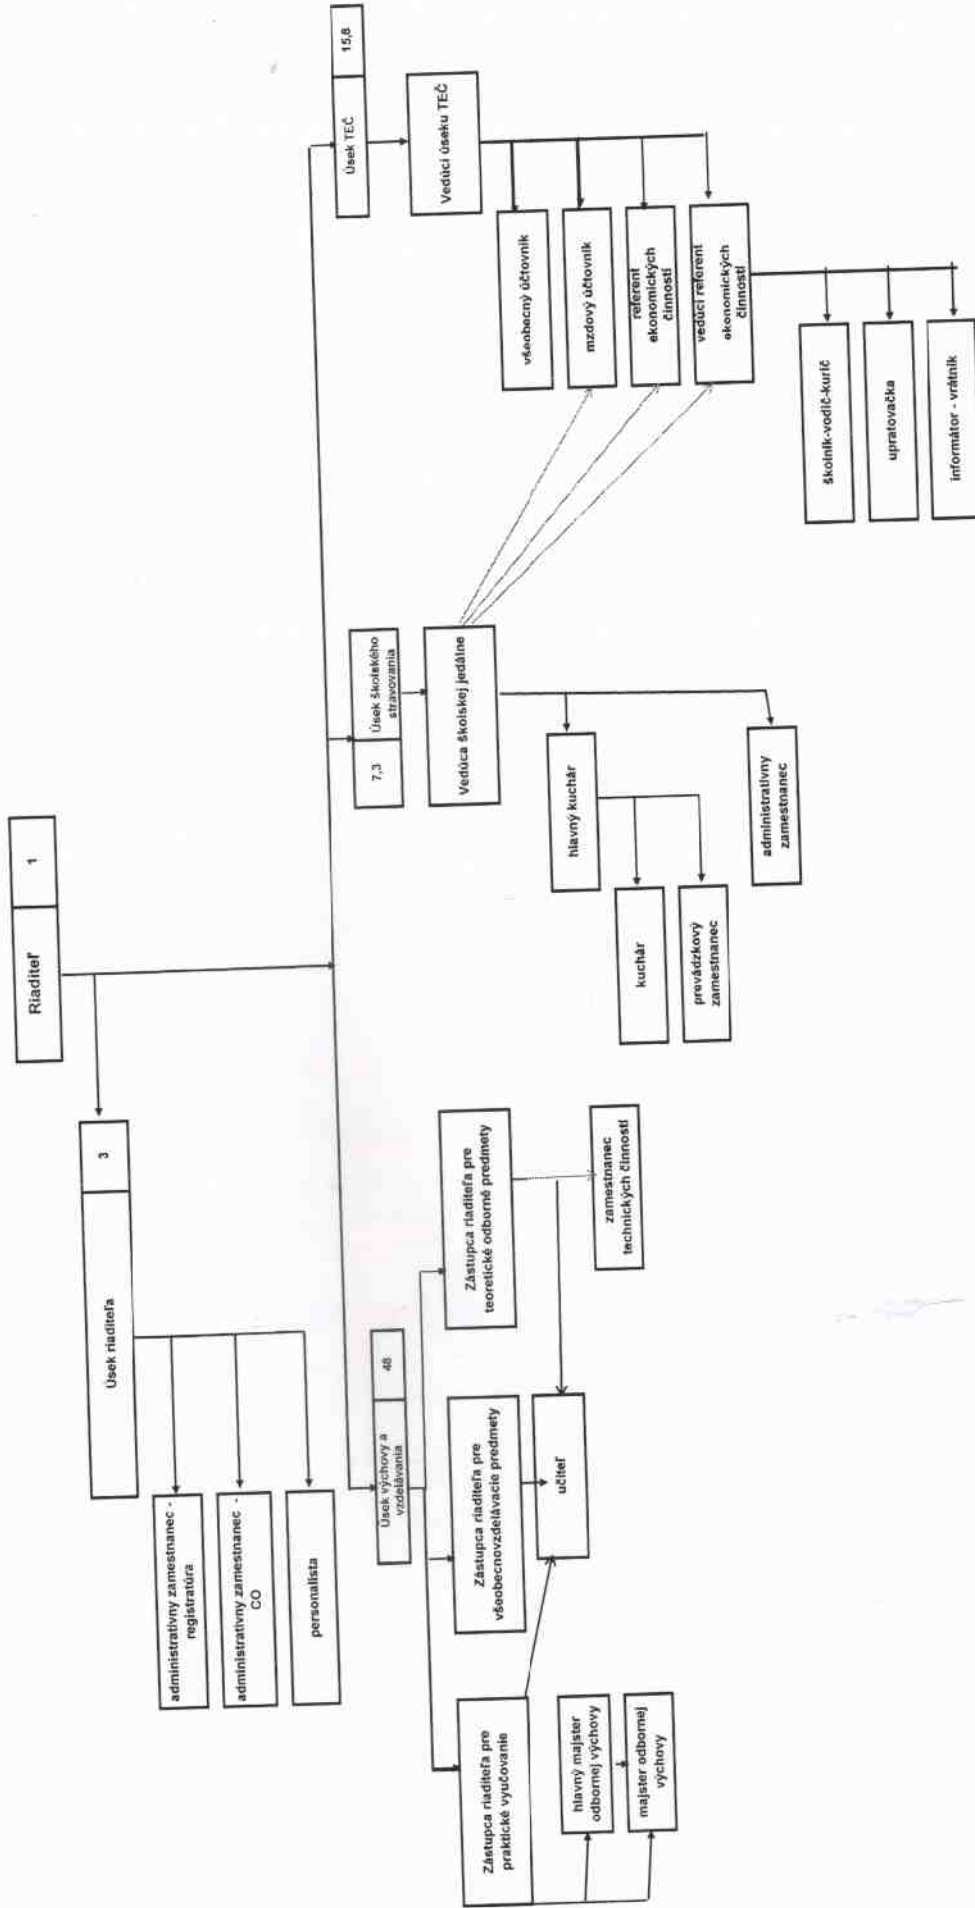 Riaditeľ
1
Úsek riaditeľa
3
administratívny zamestnanec -
registratúra
administratívny zamestnanec -
CO
personalista
Úsek výchovy a
vzdelávania
48
Úsek školského
stravovania
7,3
Úsek TEČ
15,8
Zástupca riaditeľa pre
praktické vyučovanie
Zástupca riaditeľa pre
všeobecnovzdelávacie predmety
Zástupca riaditeľa pre
teoretické odborné predmety
Vedúca školskej jedálne
Vedúci úseku TEČ
hlavný majster
odbornej výchovy
majster odbornej
výchovy
učiteľ
zamestnanec
technických činností
hlavný kuchár
kuchár
prevádzkový
zamestnanec
administratívny
zamestnanec
všeobecný účtovník
mzdový účtovník
referent
ekonomických
činností
vedúci referent
ekonomických
činností
školník-vodič-kurič
upratovačka
informátor - vrátnik